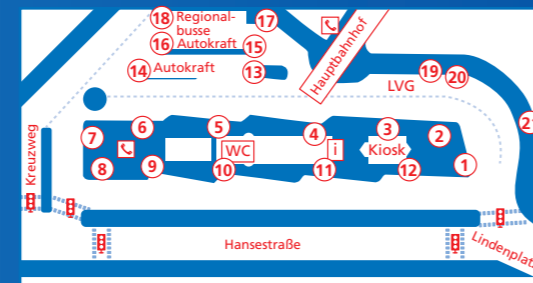 18 Regional-
busse
17
16 Autokraft 15
14 Autokraft 13
Hauptbahnhof
19 20
LVG
21
7 6 5 4 3 2
WC i Kiosk 1
8 9 10 11 12
Kreuzweg
Hansestraße
Lindenplatz